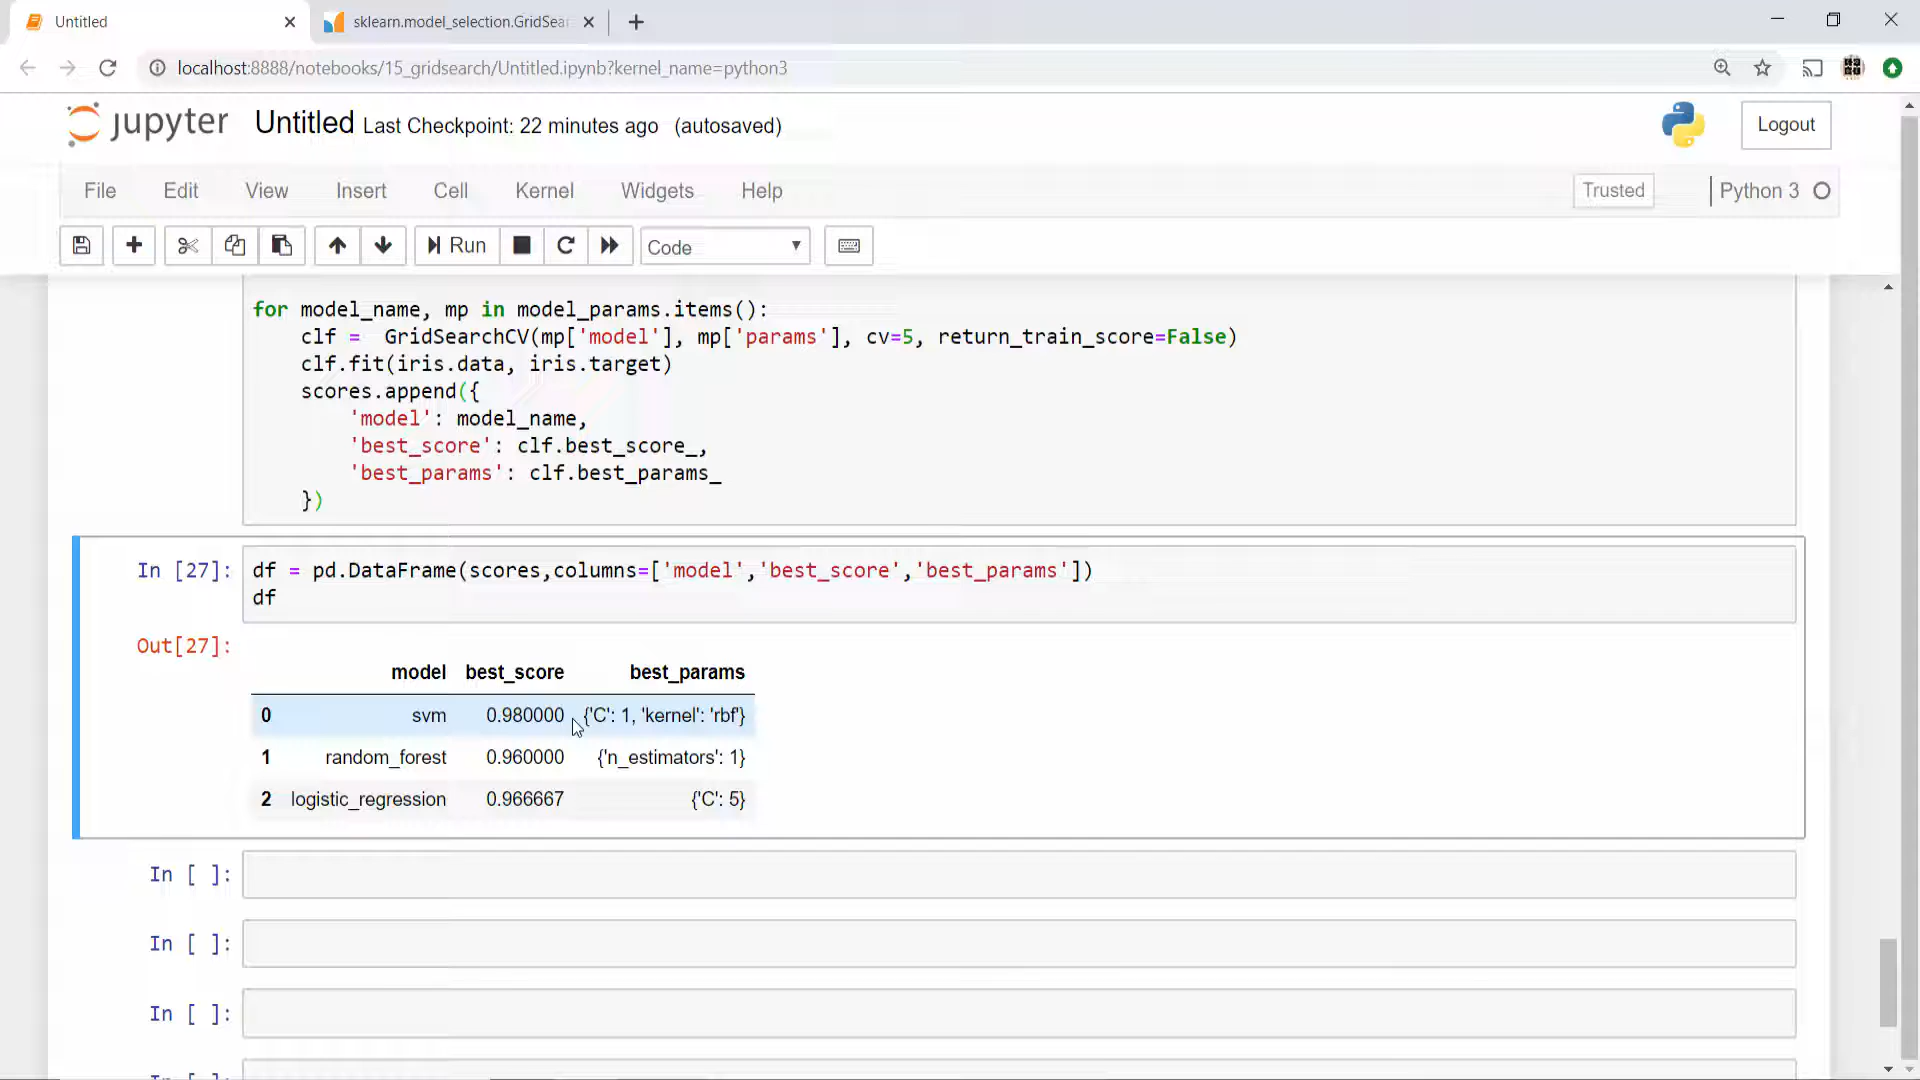 Untitled
sklearn.model_selection.GridSear
localhost:8888/notebooks/15_gridsearch/Untitled.ipynb?kernel_name=python3
jupyter Untitled Last Checkpoint: 22 minutes ago (autosaved)
Logout
File Edit View Insert Cell Kernel Widgets Help
Trusted Python 3
Run Code
for model_name, mp in model_params.items():
    clf =  GridSearchCV(mp['model'], mp['params'], cv=5, return_train_score=False)
    clf.fit(iris.data, iris.target)
    scores.append({
        'model': model_name,
        'best_score': clf.best_score_,
        'best_params': clf.best_params_
    })
In [27]: df = pd.DataFrame(scores,columns=['model','best_score','best_params'])
df
Out[27]:
model best_score best_params
0 svm 0.980000 {'C': 1, 'kernel': 'rbf'}
1 random_forest 0.960000 {'n_estimators': 1}
2 logistic_regression 0.966667 {'C': 5}
In [ ]:
In [ ]:
In [ ]: